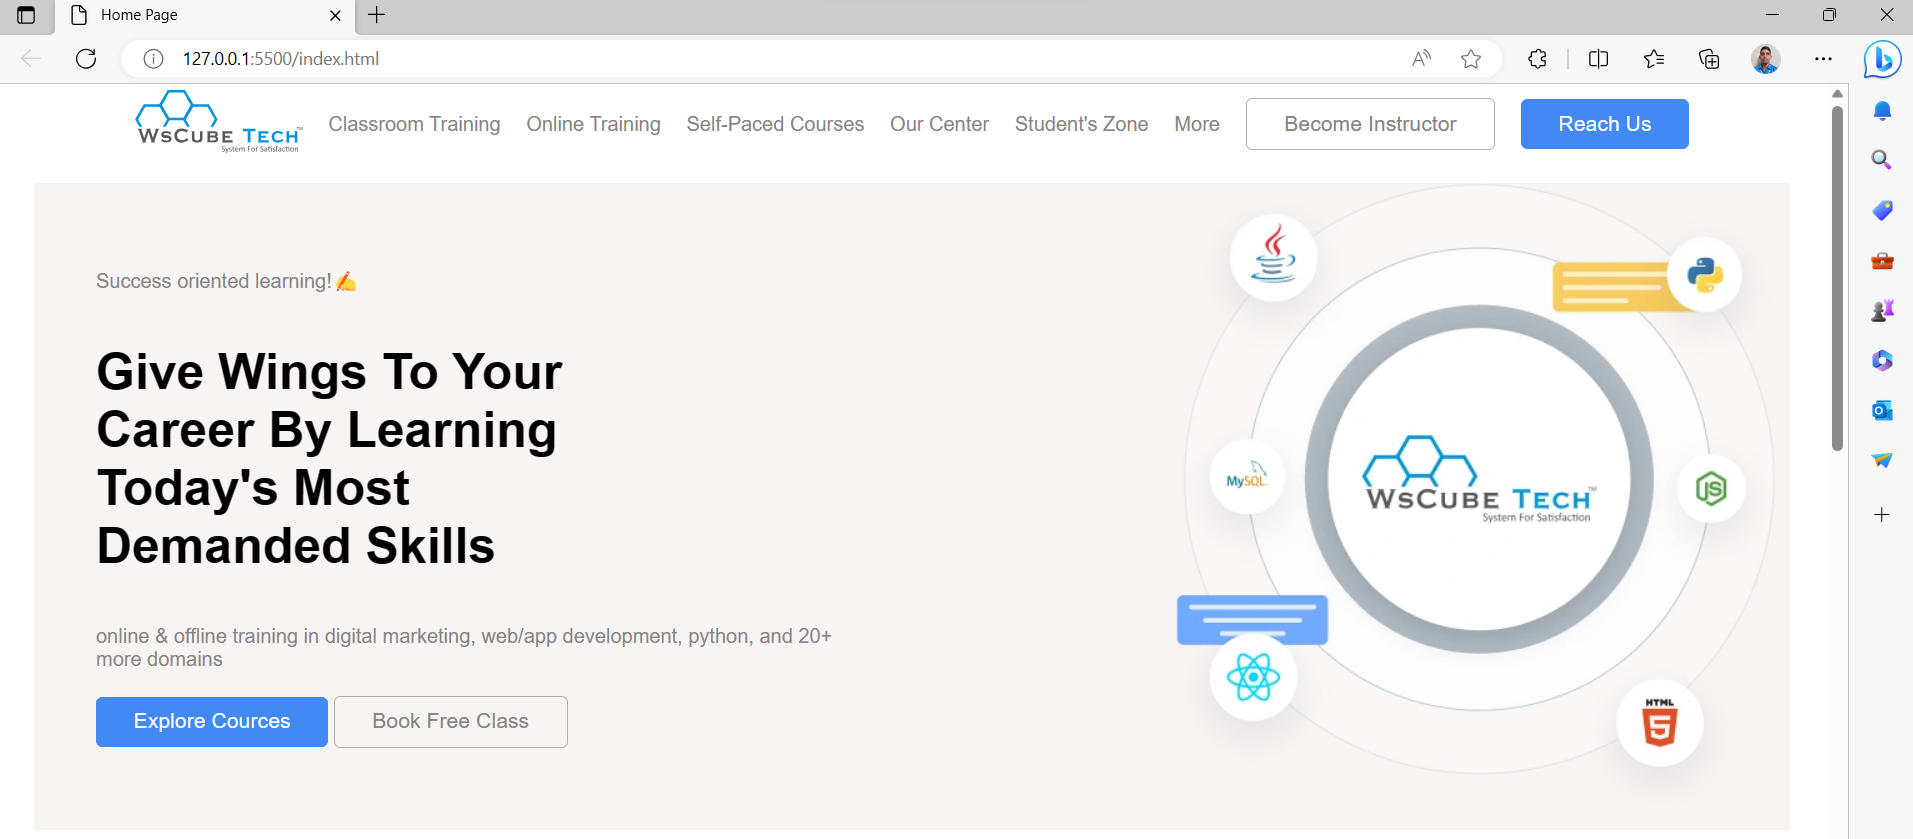 Home Page
127.0.0.1:5500/index.html
WSCUBE TECH™
System For Satisfaction
Classroom Training Online Training Self-Paced Courses Our Center Student's Zone More Become Instructor Reach Us
Success oriented learning!✍
Give Wings To Your
Career By Learning
Today's Most
Demanded Skills
online & offline training in digital marketing, web/app development, python, and 20+
more domains
Explore Cources Book Free Class
MySQL
WSCUBE TECH™
System For Satisfaction
JS
HTML
5